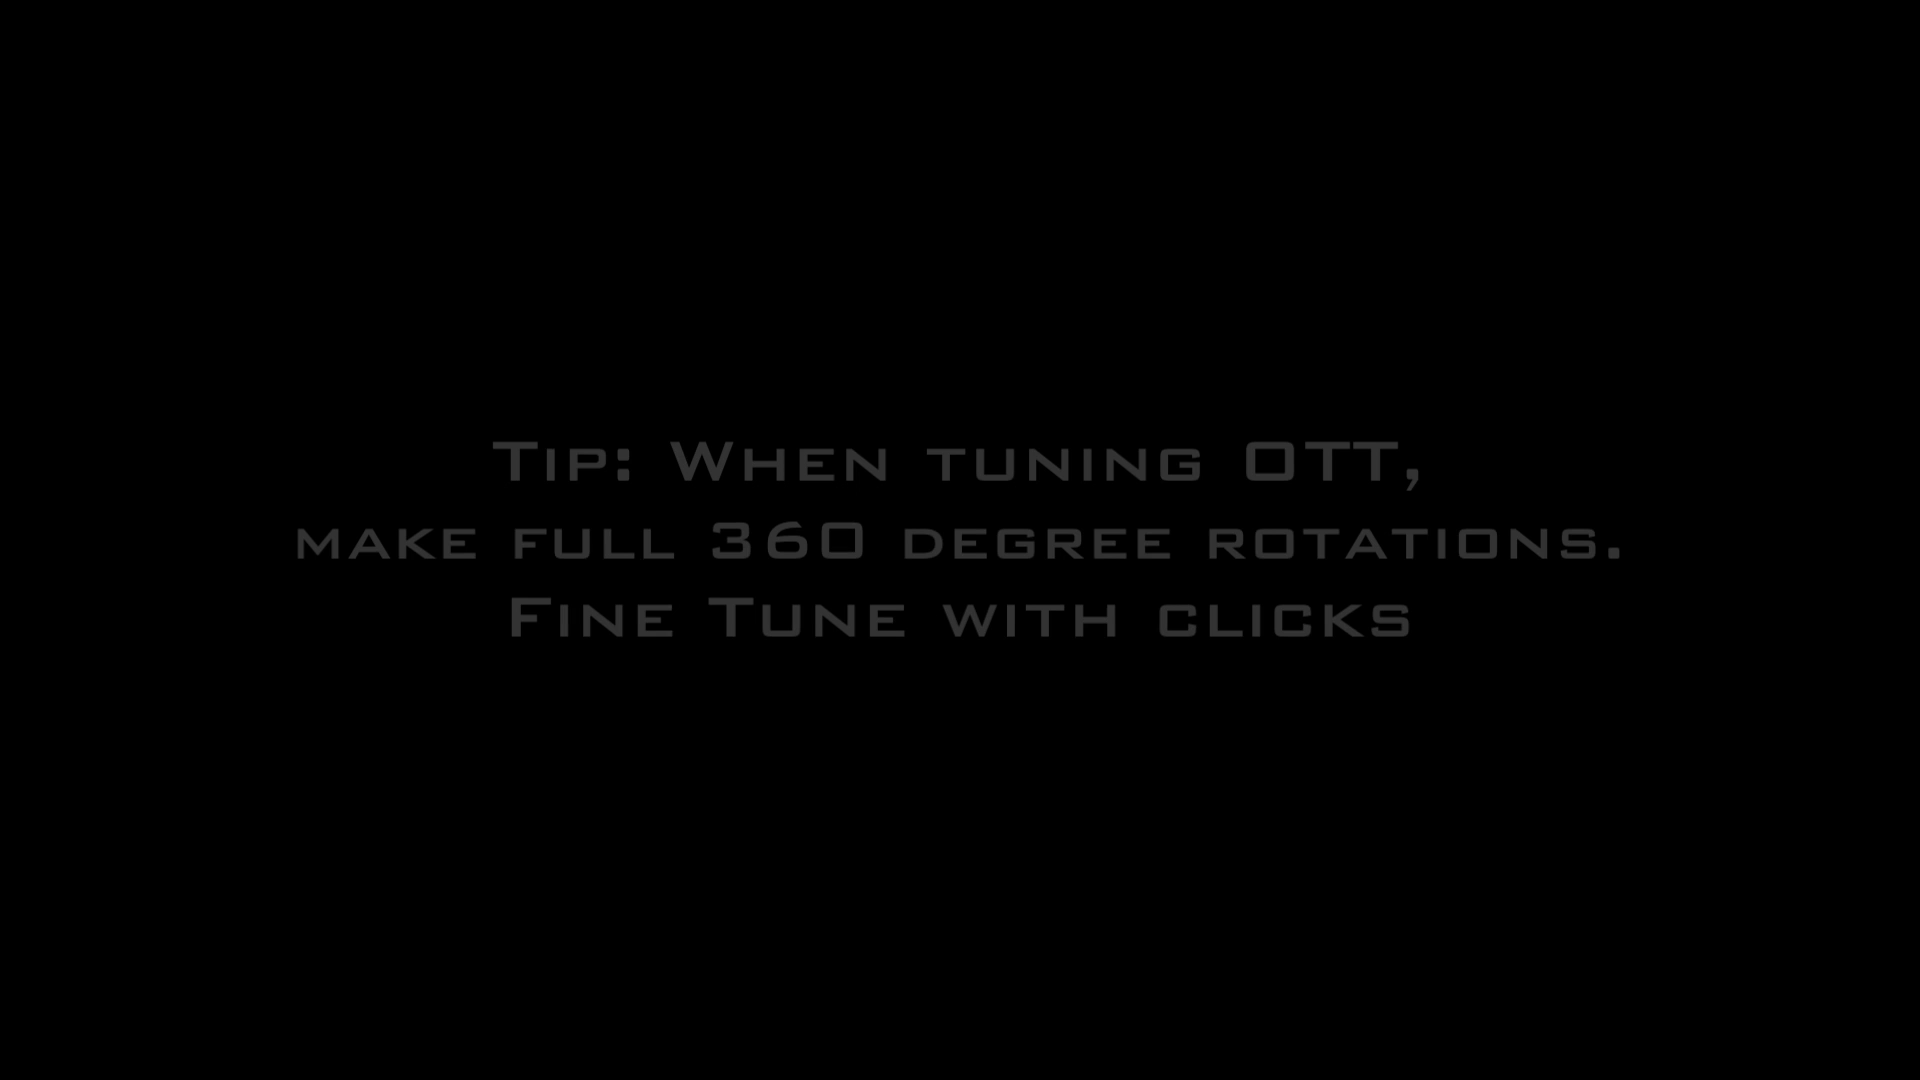 Tip: When tuning OTT,
make full 360 degree rotations.
Fine Tune with clicks